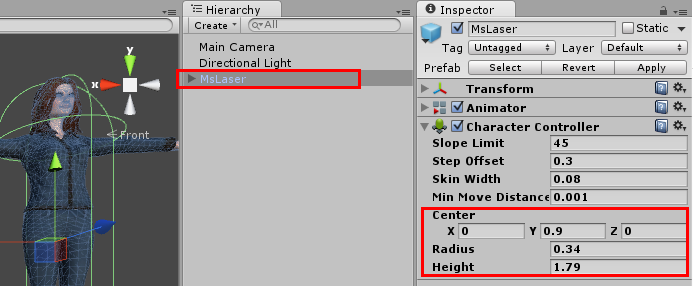 y
x
Front
Hierarchy
Create
All
Main Camera
Directional Light
MsLaser
Inspector
MsLaser
Static
Tag Untagged Layer Default
Prefab Select Revert Apply
Transform
Animator
Character Controller
Slope Limit 45
Step Offset 0.3
Skin Width 0.08
Min Move Distance 0.001
Center
X 0 Y 0.9 Z 0
Radius 0.34
Height 1.79